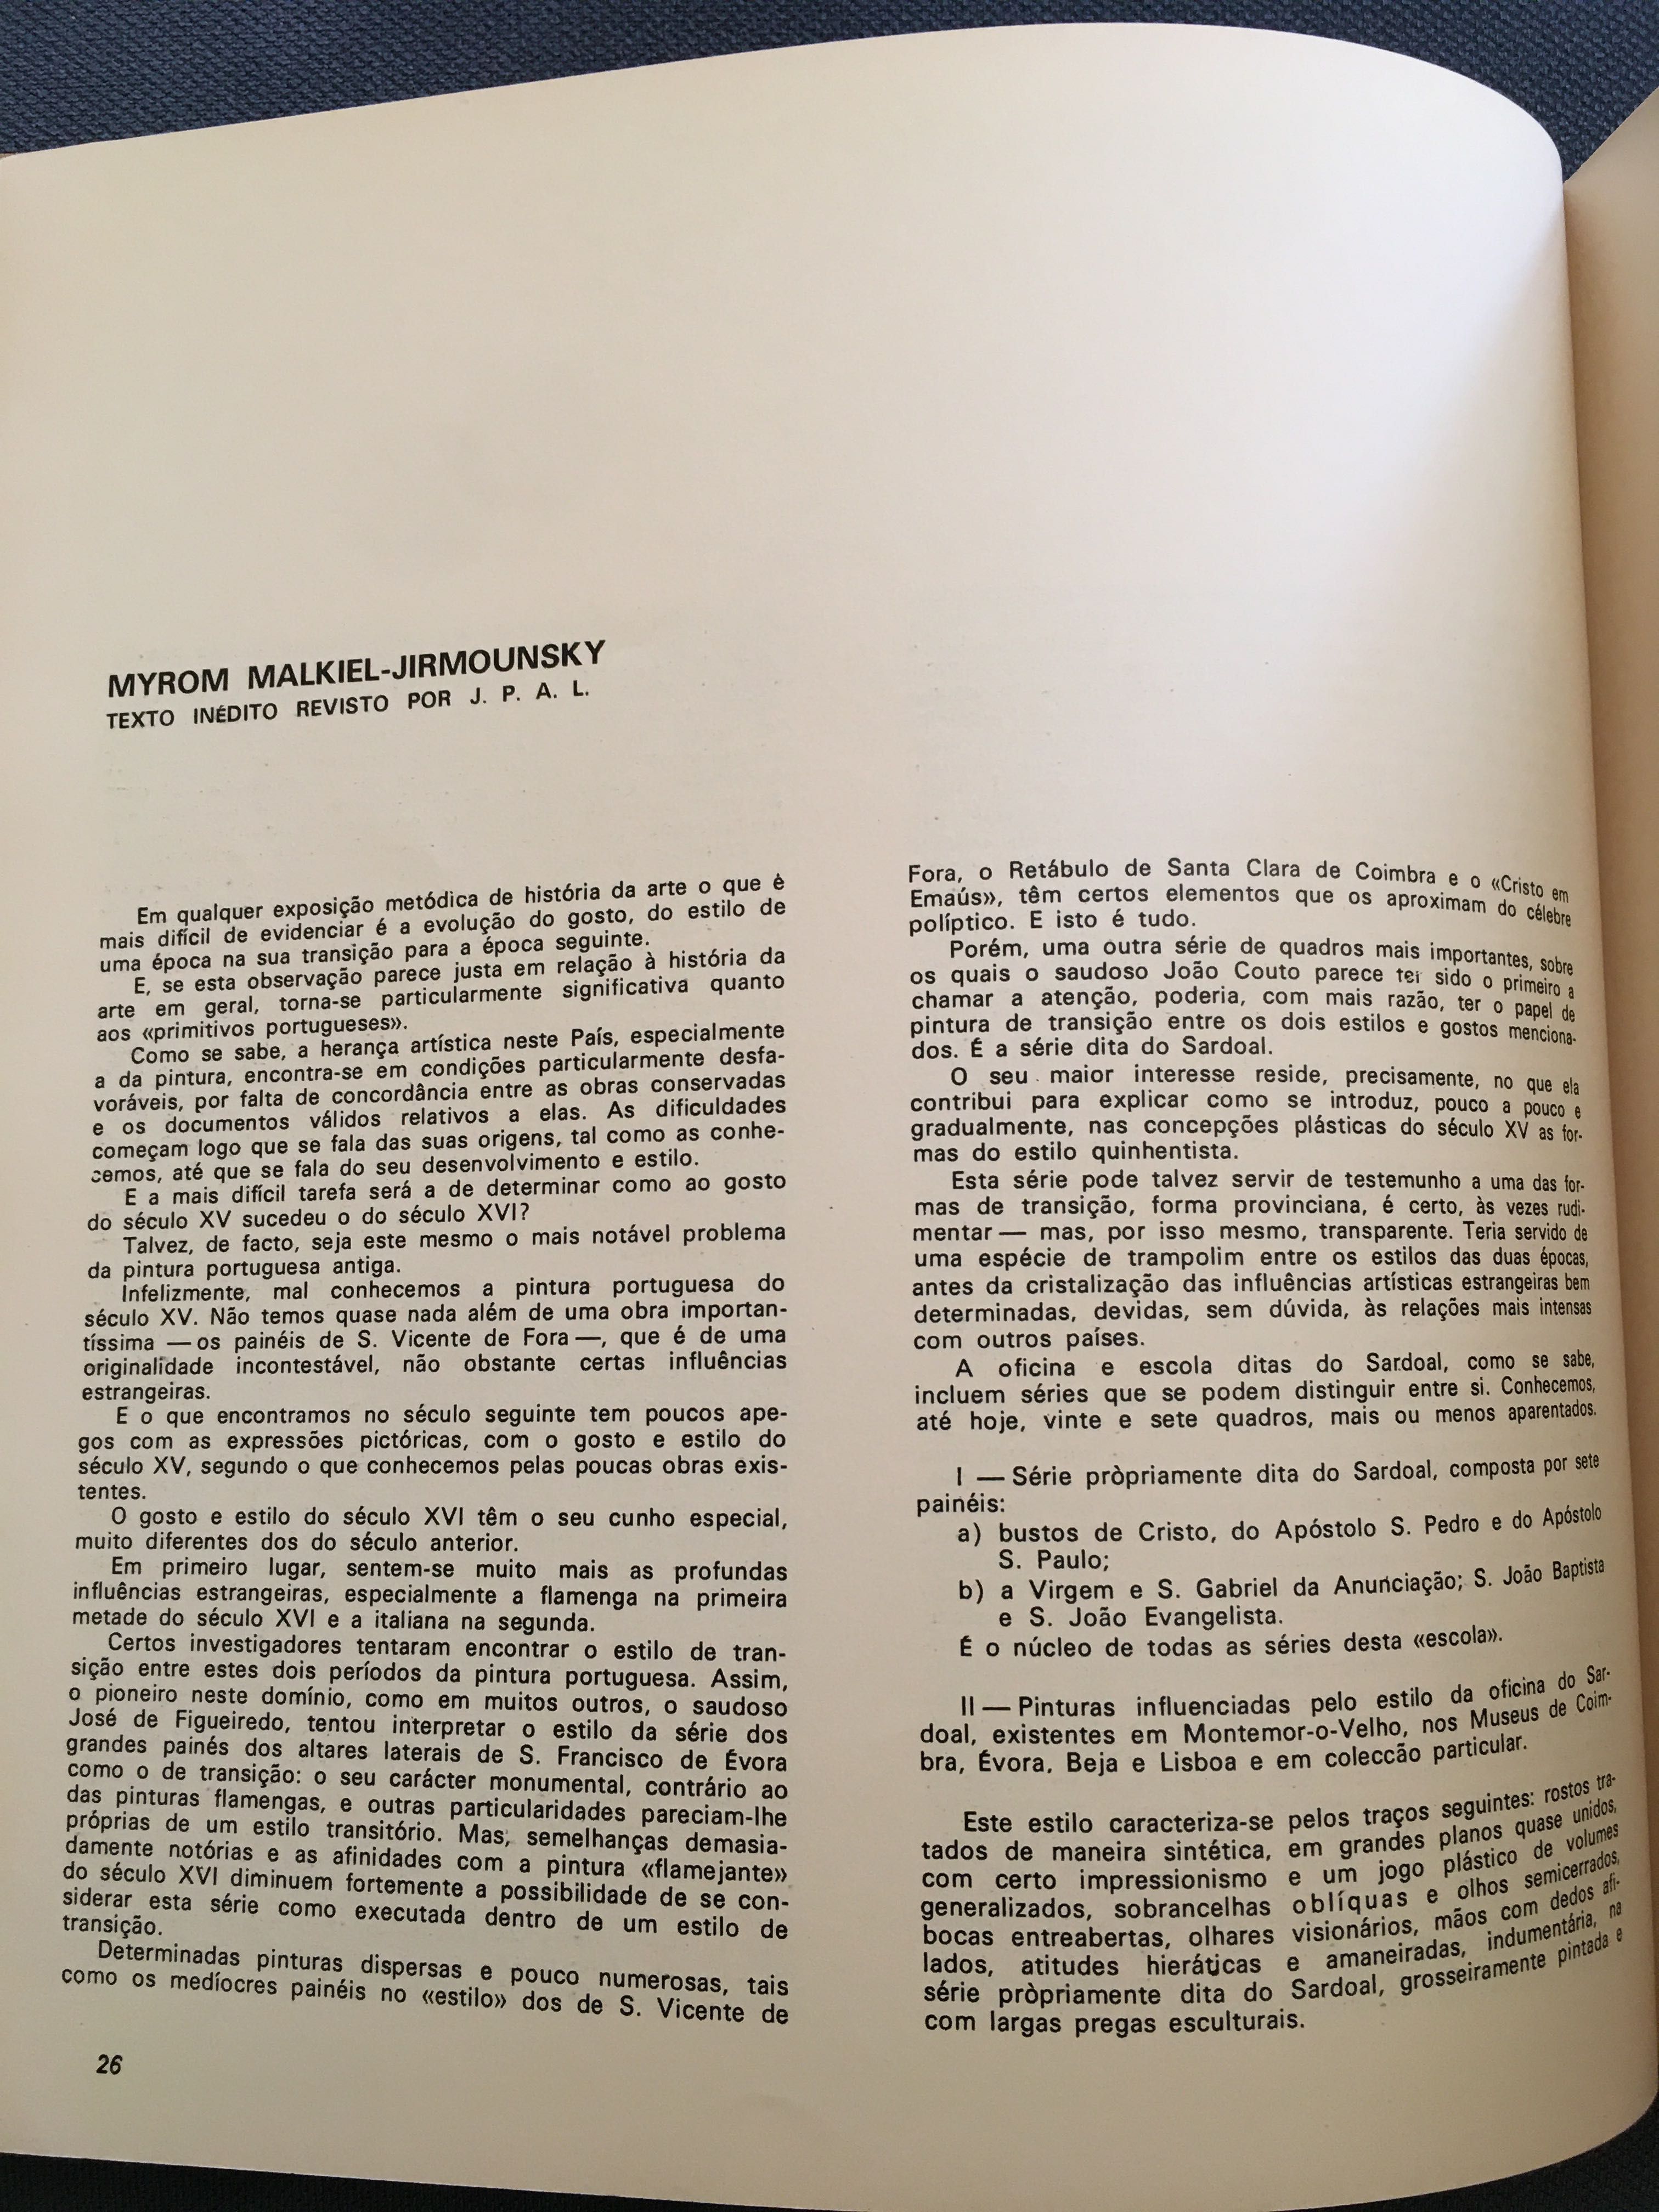 MYROM MALKIEL-JIRMOUNSKY
TEXTO INÉDITO REVISTO POR J. P. A. L.
Em qualquer exposição metódica de história da arte o que è
mais difícil de evidenciar é a evolução do gosto, do estilo de
uma época na sua transição para a época seguinte.
E, se esta observação parece justa em relação à história da
arte em geral, torna-se particularmente significativa quanto
aos «primitivos portugueses».
Como se sabe, a herança artística neste País, especialmente
a da pintura, encontra-se em condições particularmente desfa-
voráveis, por falta de concordância entre as obras conservadas
e os documentos válidos relativos a elas. As dificuldades
começam logo que se fala das suas origens, tal como as conhe-
cemos, até que se fala do seu desenvolvimento e estilo.
E a mais difícil tarefa será a de determinar como ao gosto
do século XV sucedeu o do século XVI?
Talvez, de facto, seja este mesmo o mais notável problema
da pintura portuguesa antiga.
Infelizmente, mal conhecemos a pintura portuguesa do
século XV. Não temos quase nada além de uma obra importan-
tíssima — os painéis de S. Vicente de Fora —, que é de uma
originalidade incontestável, não obstante certas influências
estrangeiras.
E o que encontramos no século seguinte tem poucos ape-
gos com as expressões pictóricas, com o gosto e estilo do
século XV, segundo o que conhecemos pelas poucas obras exis-
tentes.
O gosto e estilo do século XVI têm o seu cunho especial,
muito diferentes dos do século anterior.
Em primeiro lugar, sentem-se muito mais as profundas
influências estrangeiras, especialmente a flamenga na primeira
metade do século XVI e a italiana na segunda.
Certos investigadores tentaram encontrar o estilo de tran-
sição entre estes dois períodos da pintura portuguesa. Assim,
o pioneiro neste domínio, como em muitos outros, o saudoso
José de Figueiredo, tentou interpretar o estilo da série dos
grandes painés dos altares laterais de S. Francisco de Évora
como o de transição: o seu carácter monumental, contrário ao
das pinturas flamengas, e outras particularidades pareciam-lhe
próprias de um estilo transitório. Mas, semelhanças demasia-
damente notórias e as afinidades com a pintura «flamejante»
do século XVI diminuem fortemente a possibilidade de se con-
siderar esta série como executada dentro de um estilo de
transição.
Determinadas pinturas dispersas e pouco numerosas, tais
como os medíocres painéis no «estilo» dos de S. Vicente de
26
Fora, o Retábulo de Santa Clara de Coimbra e o «Cristo em
Emaús», têm certos elementos que os aproximam do célebre
políptico. E isto é tudo.
Porém, uma outra série de quadros mais importantes, sobre
os quais o saudoso João Couto parece ter sido o primeiro a
chamar a atenção, poderia, com mais razão, ter o papel de
pintura de transição entre os dois estilos e gostos menciona-
dos. É a série dita do Sardoal.
O seu maior interesse reside, precisamente, no que ela
contribui para explicar como se introduz, pouco a pouco e
gradualmente, nas concepções plásticas do século XV as for-
mas do estilo quinhentista.
Esta série pode talvez servir de testemunho a uma das for-
mas de transição, forma provinciana, é certo, às vezes rudi-
mentar — mas, por isso mesmo, transparente. Teria servido de
uma espécie de trampolim entre os estilos das duas épocas,
antes da cristalização das influências artísticas estrangeiras bem
determinadas, devidas, sem dúvida, às relações mais intensas
com outros países.
A oficina e escola ditas do Sardoal, como se sabe,
incluem séries que se podem distinguir entre si. Conhecemos,
até hoje, vinte e sete quadros, mais ou menos aparentados.
I — Série pròpriamente dita do Sardoal, composta por sete
painéis:
a) bustos de Cristo, do Apóstolo S. Pedro e do Apóstolo
S. Paulo;
b) a Virgem e S. Gabriel da Anunciação; S. João Baptista
e S. João Evangelista.
É o núcleo de todas as séries desta «escola».
II — Pinturas influenciadas pelo estilo da oficina do Sar-
doal, existentes em Montemor-o-Velho, nos Museus de Coim-
bra, Évora, Beja e Lisboa e em colecção particular.
Este estilo caracteriza-se pelos traços seguintes: rostos tra-
tados de maneira sintética, em grandes planos quase unidos,
com certo impressionismo e um jogo plástico de volumes
generalizados, sobrancelhas oblíquas e olhos semicerrados,
bocas entreabertas, olhares visionários, mãos com dedos afi-
lados, atitudes hieráticas e amaneiradas, indumentária, na
série pròpriamente dita do Sardoal, grosseiramente pintada e
com largas pregas esculturais.